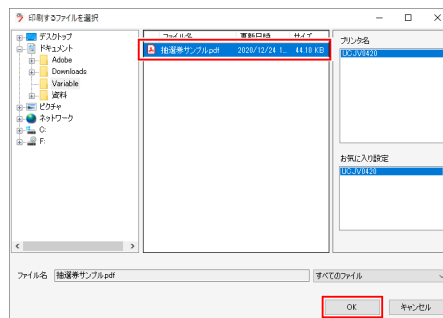 印刷するファイルを選択
デスクトップ
ドキュメント
Adobe
Downloads
Variable
資料
ピクチャ
ネットワーク
C:
F:
ファイル名 更新日時 サイズ
抽選券サンプル.pdf 2020/12/24 1... 44.10 KB
プリンタ名
UCJV0420
お気に入り設定
UCJV0420
ファイル名 抽選券サンプル.pdf すべてのファイル
OK キャンセル